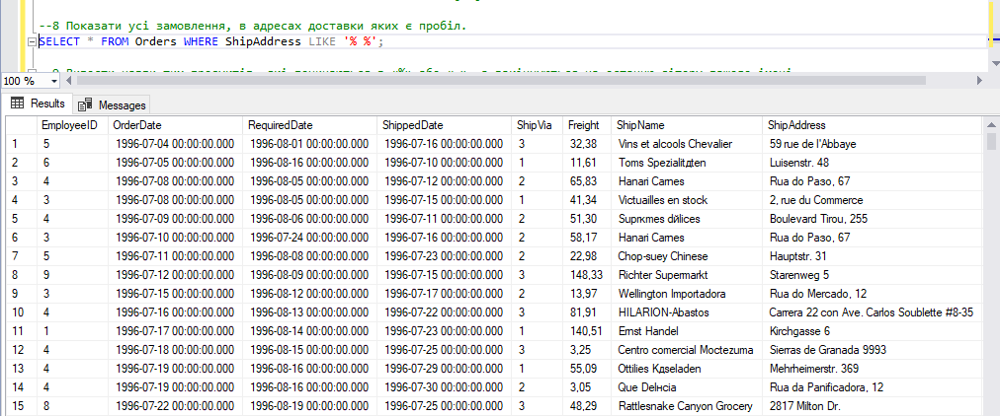 --8 Показати усі замовлення, в адресах доставки яких є пробіл.
SELECT * FROM Orders WHERE ShipAddress LIKE '% %';
100 %
Results Messages
EmployeeID OrderDate RequiredDate ShippedDate ShipVia Freight ShipName ShipAddress
1 5 1996-07-04 00:00:00.000 1996-08-01 00:00:00.000 1996-07-16 00:00:00.000 3 32,38 Vins et alcools Chevalier 59 rue de l'Abbaye
2 6 1996-07-05 00:00:00.000 1996-08-16 00:00:00.000 1996-07-10 00:00:00.000 1 11,61 Toms Spezialitдten Luisenstr. 48
3 4 1996-07-08 00:00:00.000 1996-08-05 00:00:00.000 1996-07-12 00:00:00.000 2 65,83 Hanari Carnes Rua do Paзo, 67
4 3 1996-07-08 00:00:00.000 1996-08-05 00:00:00.000 1996-07-15 00:00:00.000 1 41,34 Victuailles en stock 2, rue du Commerce
5 4 1996-07-09 00:00:00.000 1996-08-06 00:00:00.000 1996-07-11 00:00:00.000 2 51,30 Suprкmes dйlices Boulevard Tirou, 255
6 3 1996-07-10 00:00:00.000 1996-07-24 00:00:00.000 1996-07-16 00:00:00.000 2 58,17 Hanari Carnes Rua do Paзo, 67
7 5 1996-07-11 00:00:00.000 1996-08-08 00:00:00.000 1996-07-23 00:00:00.000 2 22,98 Chop-suey Chinese Hauptstr. 31
8 9 1996-07-12 00:00:00.000 1996-08-09 00:00:00.000 1996-07-15 00:00:00.000 3 148,33 Richter Supermarkt Starenweg 5
9 3 1996-07-15 00:00:00.000 1996-08-12 00:00:00.000 1996-07-17 00:00:00.000 2 13,97 Wellington Importadora Rua do Mercado, 12
10 4 1996-07-16 00:00:00.000 1996-08-13 00:00:00.000 1996-07-22 00:00:00.000 3 81,91 HILARION-Abastos Carrera 22 con Ave. Carlos Soublette #8-35
11 1 1996-07-17 00:00:00.000 1996-08-14 00:00:00.000 1996-07-23 00:00:00.000 1 140,51 Ernst Handel Kirchgasse 6
12 4 1996-07-18 00:00:00.000 1996-08-15 00:00:00.000 1996-07-25 00:00:00.000 3 3,25 Centro comercial Moctezuma Sierras de Granada 9993
13 4 1996-07-19 00:00:00.000 1996-08-16 00:00:00.000 1996-07-29 00:00:00.000 1 55,09 Ottilies Kдseladen Mehrheimerstr. 369
14 4 1996-07-19 00:00:00.000 1996-08-16 00:00:00.000 1996-07-30 00:00:00.000 2 3,05 Que Delнcia Rua da Panificadora, 12
15 8 1996-07-22 00:00:00.000 1996-08-19 00:00:00.000 1996-07-25 00:00:00.000 3 48,29 Rattlesnake Canyon Grocery 2817 Milton Dr.